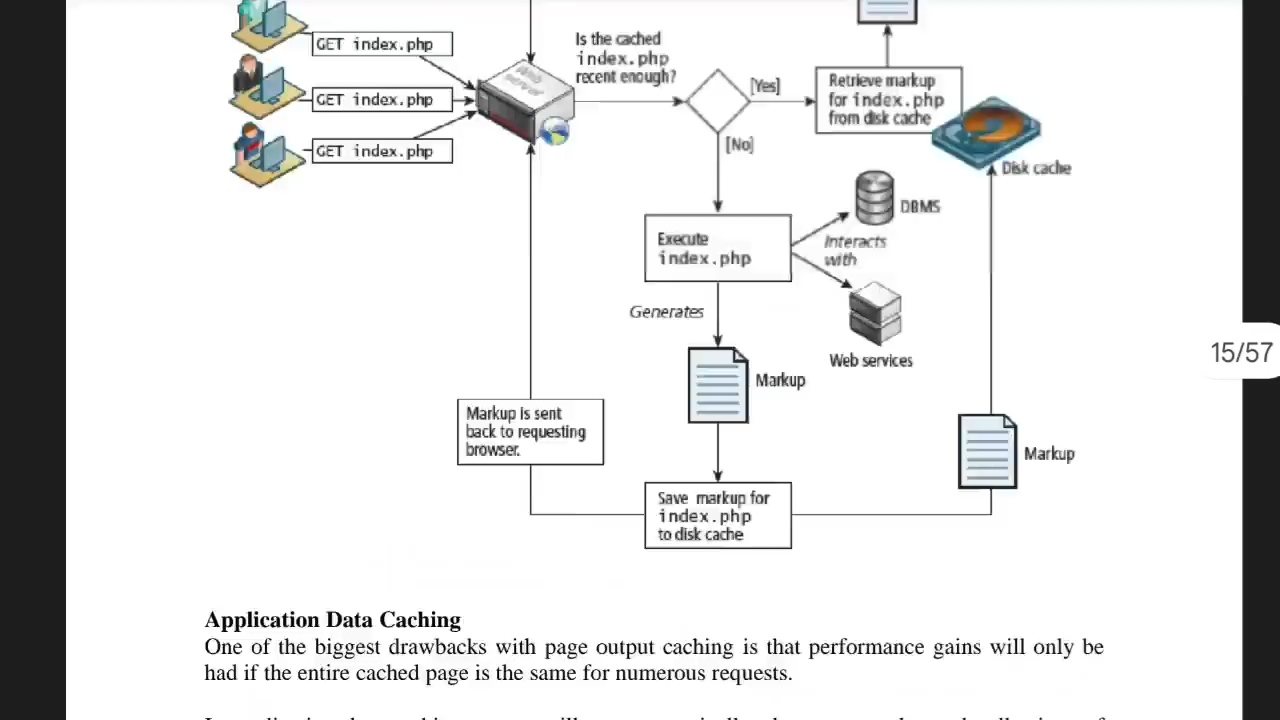 GET index.php
GET index.php
GET index.php
Web
server
Is the cached
index.php
recent enough?
[Yes]
Retrieve markup
for index.php
from disk cache
Disk cache
[No]
DBMS
Execute
index.php
Interacts
with
Generates
Web services
15/57
Markup
Markup is sent
back to requesting
browser.
Markup
Save markup for
index.php
to disk cache
Application Data Caching
One of the biggest drawbacks with page output caching is that performance gains will only be
had if the entire cached page is the same for numerous requests.